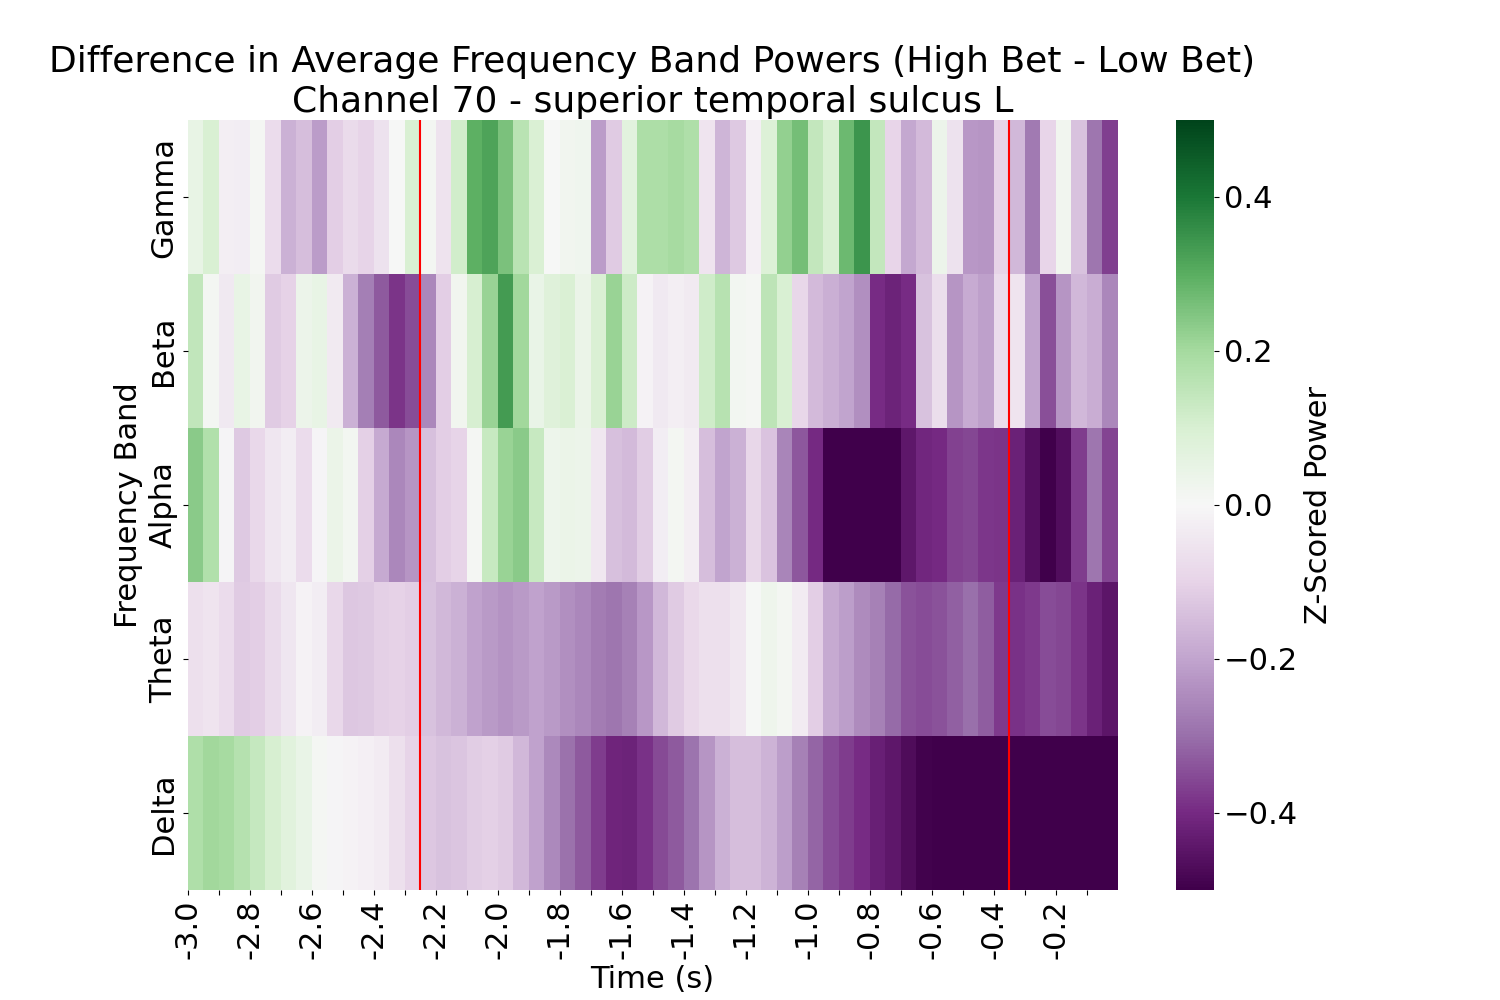 Difference in Average Frequency Band Powers (High Bet - Low Bet)
Channel 70 - superior temporal sulcus L
Frequency Band
Gamma
Beta
Alpha
Theta
Delta
-3.0
-2.8
-2.6
-2.4
-2.2
-2.0
-1.8
-1.6
-1.4
-1.2
-1.0
-0.8
-0.6
-0.4
-0.2
Time (s)
0.4
0.2
0.0
−0.2
−0.4
Z-Scored Power